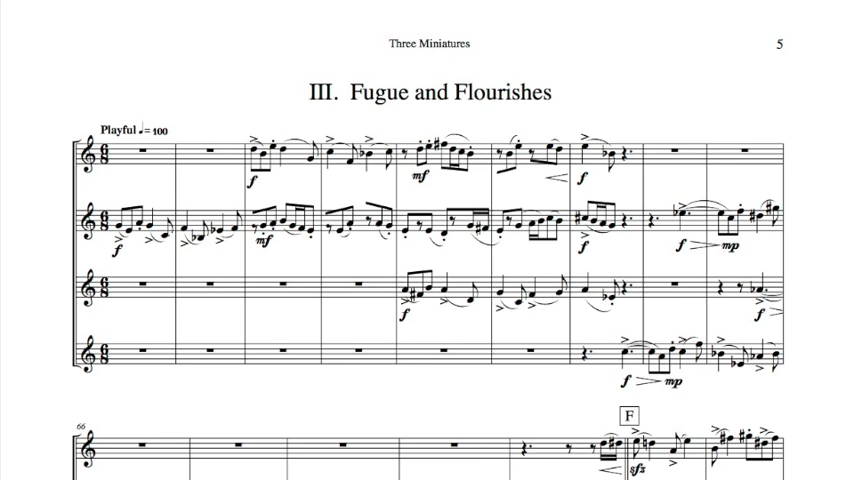 Three Miniatures
5
III. Fugue and Flourishes
Playful ♩= 100
f
mf
f
f
mf
f
f
mp
f
f
f
mp
F
66
sfz